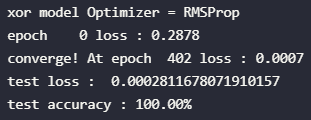 xor model Optimizer = RMSProp
epoch    0 loss : 0.2878
converge! At epoch  402 loss : 0.0007
test loss :  0.0002811678071910157
test accuracy : 100.00%